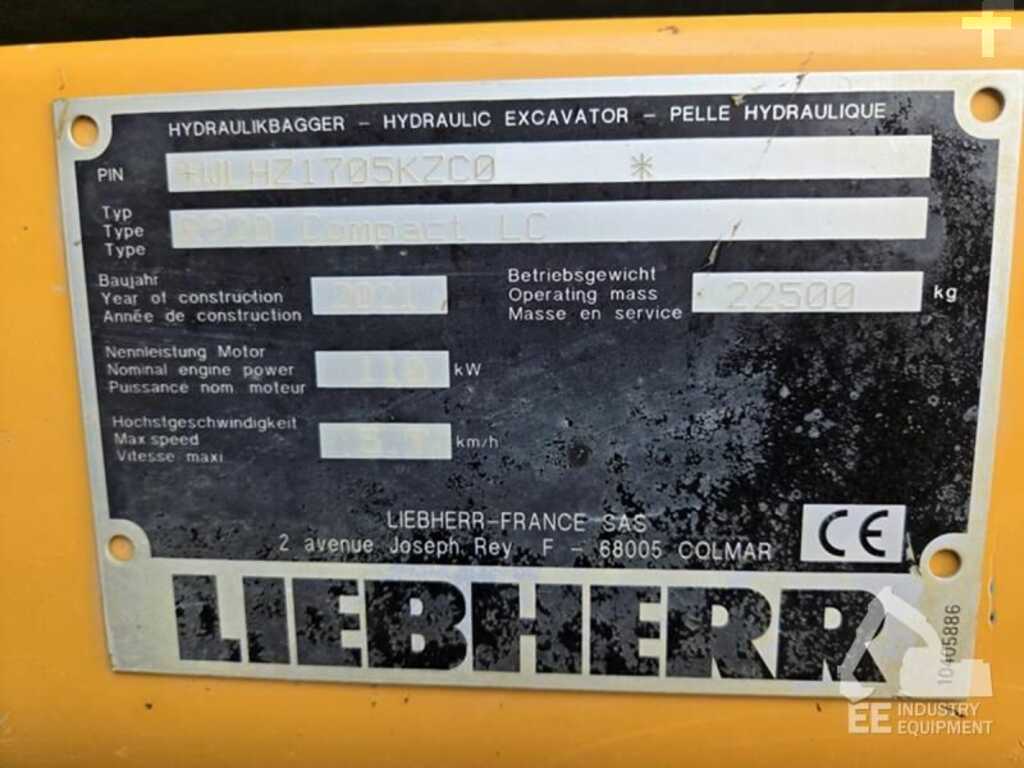 HYDRAULIKBAGGER – HYDRAULIC EXCAVATOR – PELLE HYDRAULIQUE
PIN *WLHZ1705KZC0 *
Typ
Type
Type
Compact LC
Baujahr
Year of construction
Année de construction
Betriebsgewicht
Operating mass
Masse en service
22500 kg
Nennleistung Motor
Nominal engine power
Puissance nom moteur
kW
Höchstgeschwindigkeit
Max speed
Vitesse maxi
km/h
LIEBHERR-FRANCE SAS
2 avenue Joseph Rey F – 68005 COLMAR
CE
LIEBHERR
10405886
EE INDUSTRY
EQUIPMENT